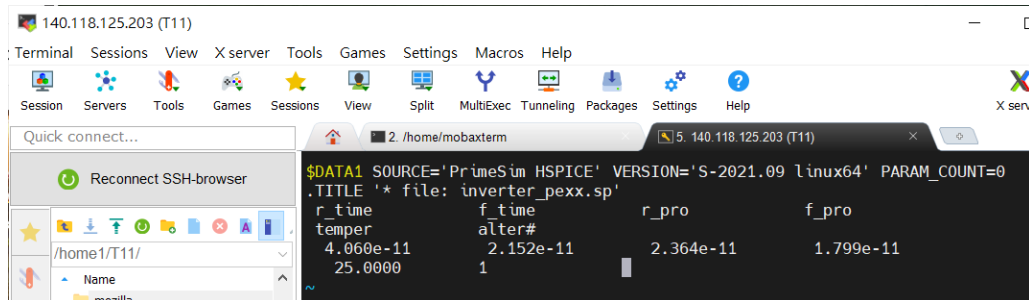 140.118.125.203 (T11)
Terminal Sessions View X server Tools Games Settings Macros Help
Session Servers Tools Games Sessions View Split MultiExec Tunneling Packages Settings Help
Quick connect...
2. /home/mobaxterm
5. 140.118.125.203 (T11)
Reconnect SSH-browser
/home1/T11/
Name
$DATA1 SOURCE='PrimeSim HSPICE' VERSION='S-2021.09 linux64' PARAM_COUNT=0
.TITLE '* file: inverter_pexx.sp'
r_time f_time r_pro f_pro
temper alter#
4.060e-11 2.152e-11 2.364e-11 1.799e-11
25.0000 1
~